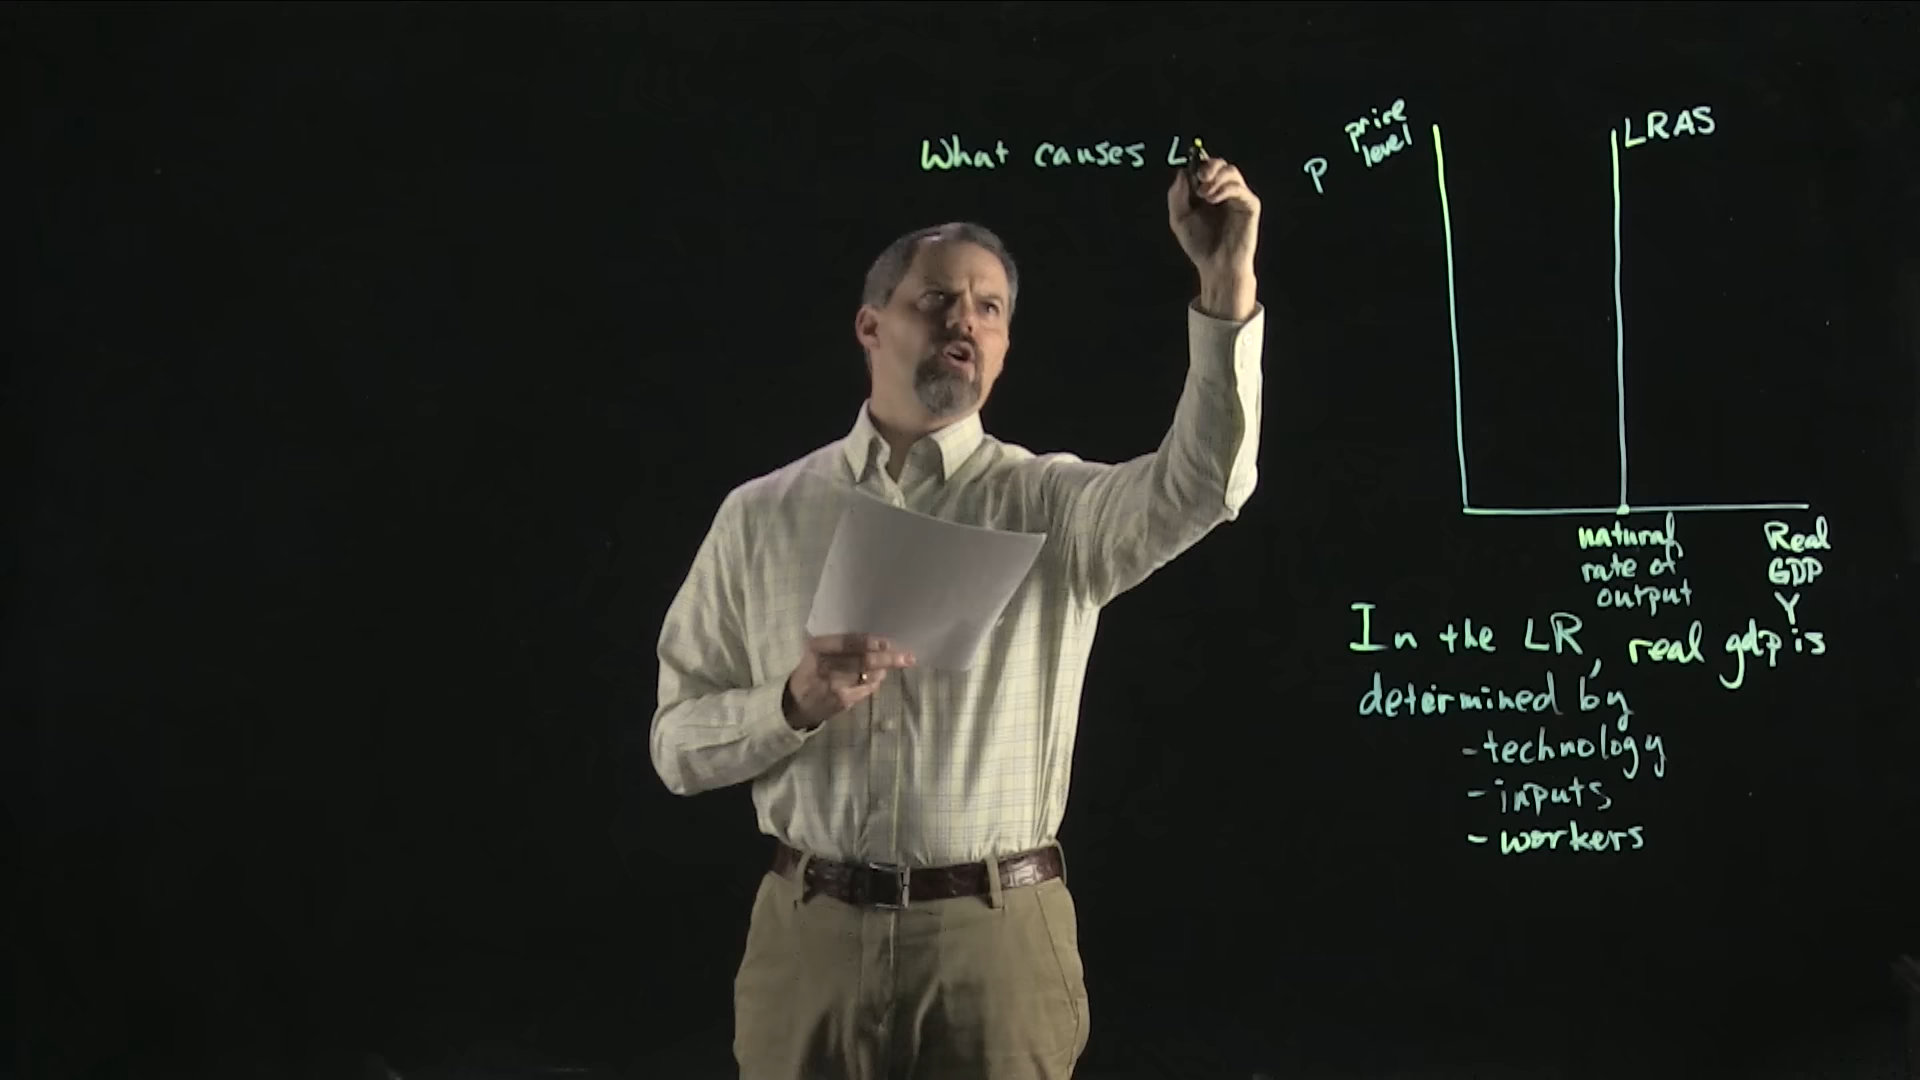 What causes L
price
level
P
LRAS
natural
rate of
output
Real
GDP
Y
In the LR, real gdp is
determined by
- technology
- inputs
- workers